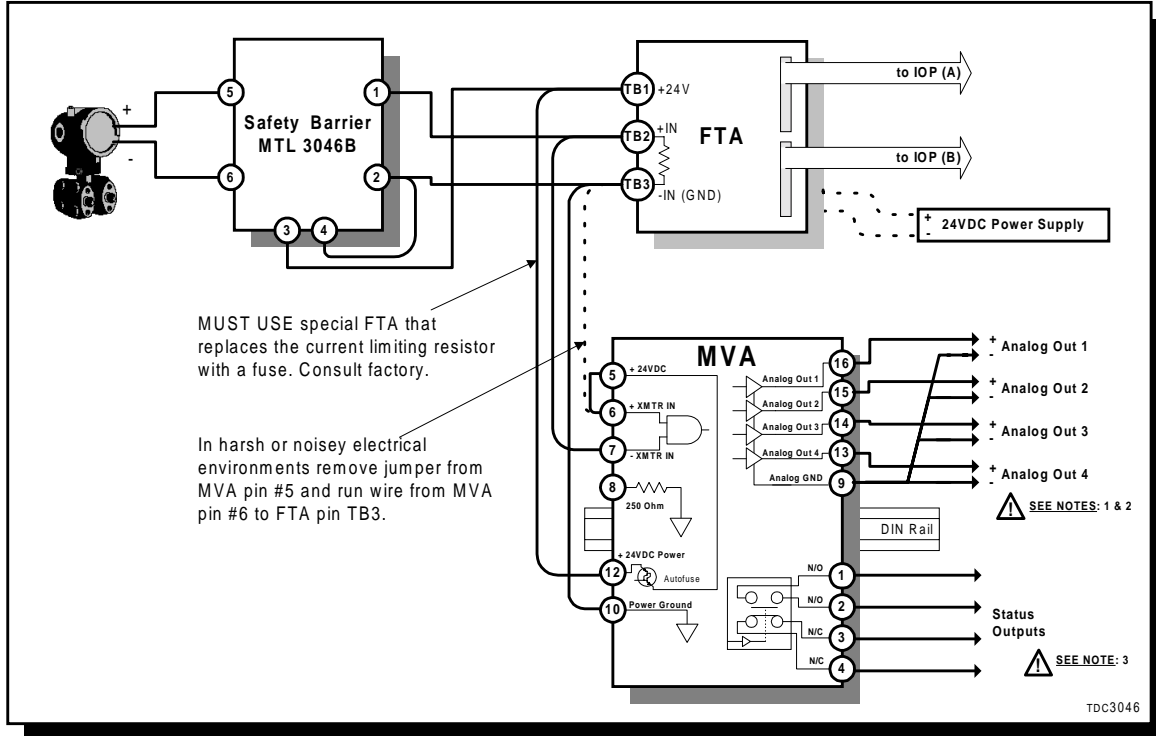 to IOP (A)
TB1
+24V
5
1
+
Safety Barrier
MTL 3046B
TB2
+IN
FTA
to IOP (B)
-
6
2
TB3
-IN (GND)
3
4
+
-
24VDC Power Supply
MUST USE special FTA that
replaces the current limiting resistor
with a fuse. Consult factory.
In harsh or noisey electrical
environments remove jumper from
MVA pin #5 and run wire from MVA
pin #6 to FTA pin TB3.
MVA
5
+ 24VDC
6
+ XMTR IN
7
- XMTR IN
8
250 Ohm
+ 24VDC Power
12
Autofuse
10
Power Ground
Analog Out 1
16
Analog Out 2
15
Analog Out 3
14
Analog Out 4
13
Analog GND
9
+
-
Analog Out 1
+
-
Analog Out 2
+
-
Analog Out 3
+
-
Analog Out 4
! SEE NOTES: 1 & 2
DIN Rail
N/O
1
N/O
2
N/C
3
N/C
4
Status
Outputs
! SEE NOTE: 3
TDC3046